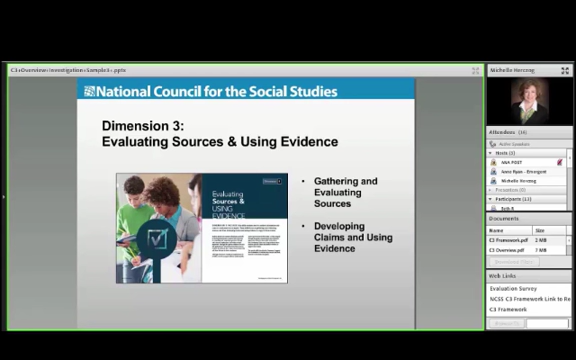 C3+Overview+Investigation+Sample5-.pptx
National Council for the Social Studies
Dimension 3:
Evaluating Sources & Using Evidence
Evaluating
Sources &
USING
EVIDENCE
• Gathering and
Evaluating
Sources
• Developing
Claims and Using
Evidence
Michelle Herczog
Attendees (16)
Active Speakers
Hosts (3)
Michelle Herczog
Participants (13)
Documents
Name
Size
C3 Framework.pdf
2 MB
C3 Overview.pdf
7 MB
Web Links
Evaluation Survey
NCSS C3 Framework Link to Re
C3 Framework